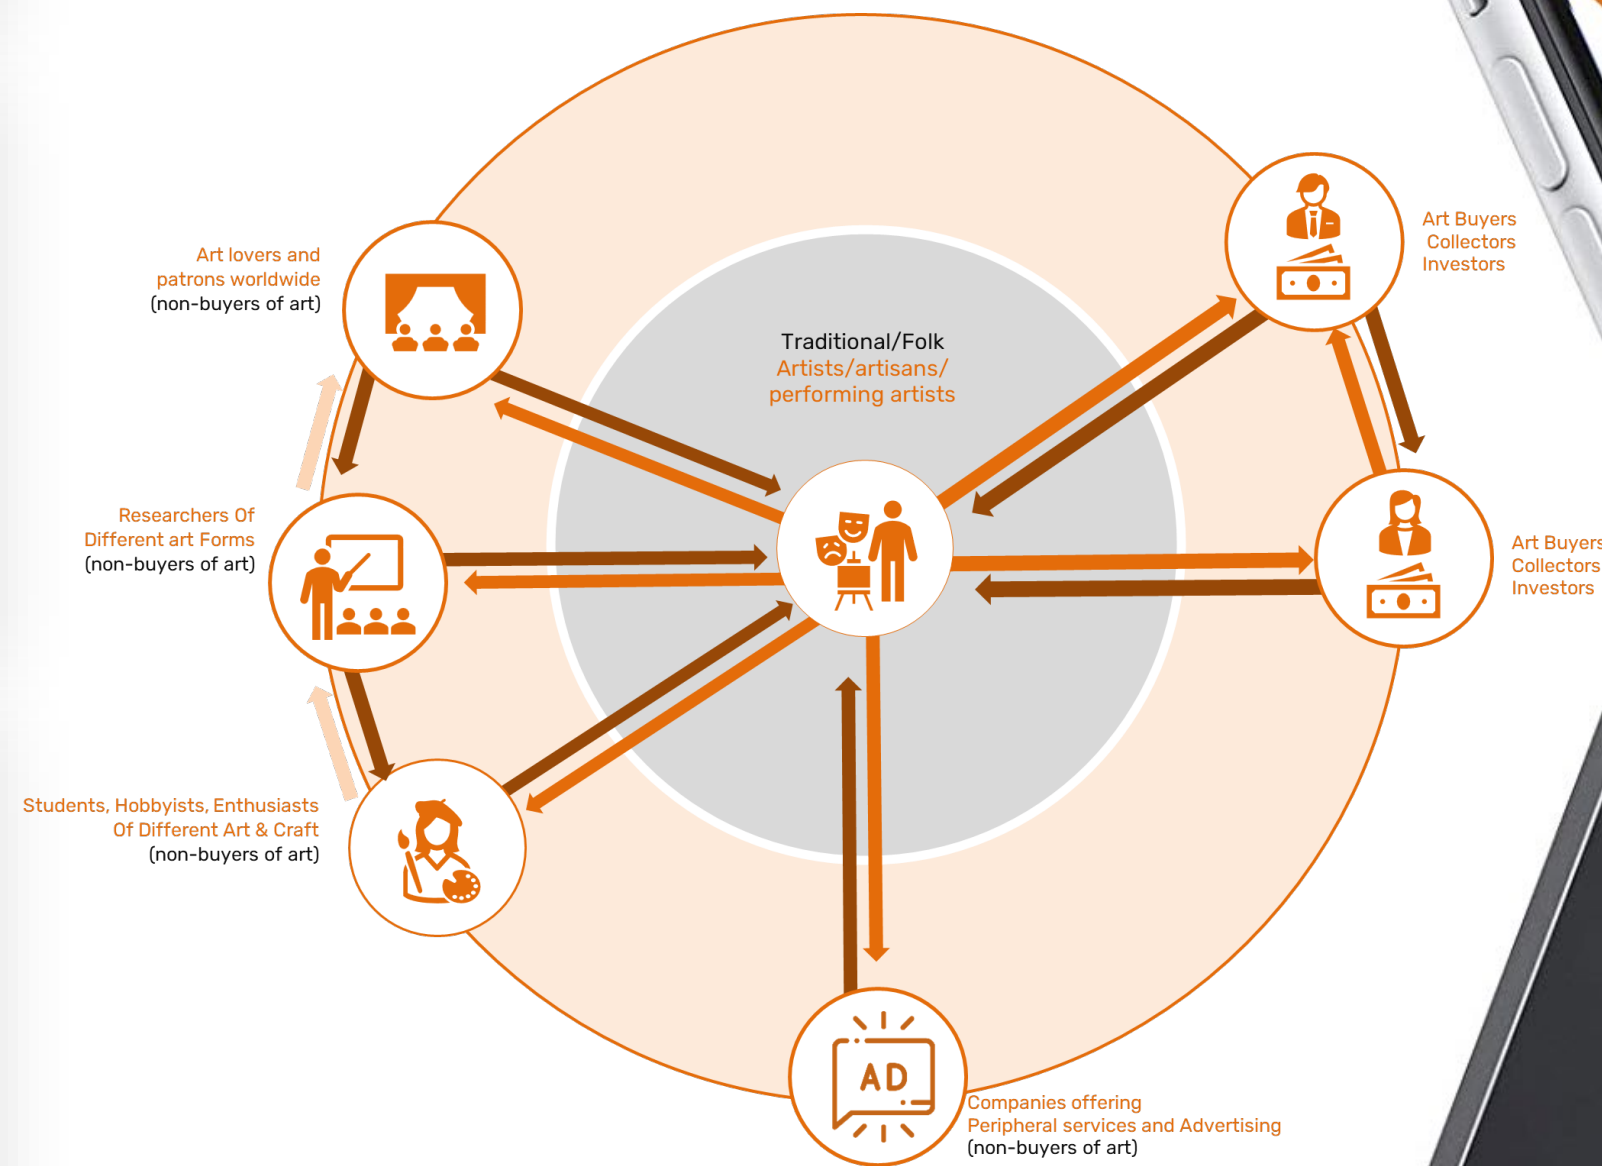 Art lovers and
patrons worldwide
(non-buyers of art)
Traditional/Folk
Artists/artisans/
performing artists
Art Buyers
Collectors
Investors
Researchers Of
Different art Forms
(non-buyers of art)
Art Buyers
Collectors
Investors
Students, Hobbyists, Enthusiasts
Of Different Art & Craft
(non-buyers of art)
AD
Companies offering
Peripheral services and Advertising
(non-buyers of art)